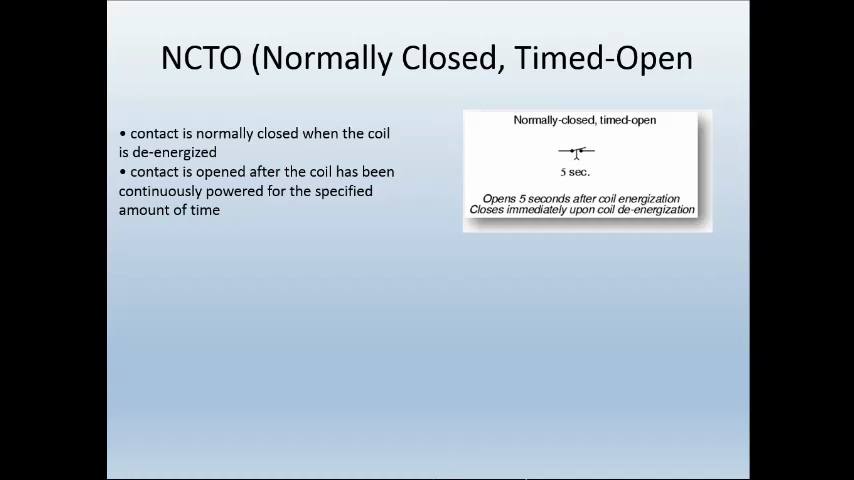 NCTO (Normally Closed, Timed-Open
• contact is normally closed when the coil
is de-energized
• contact is opened after the coil has been
continuously powered for the specified
amount of time
Normally-closed, timed-open
5 sec.
Opens 5 seconds after coil energization
Closes immediately upon coil de-energization